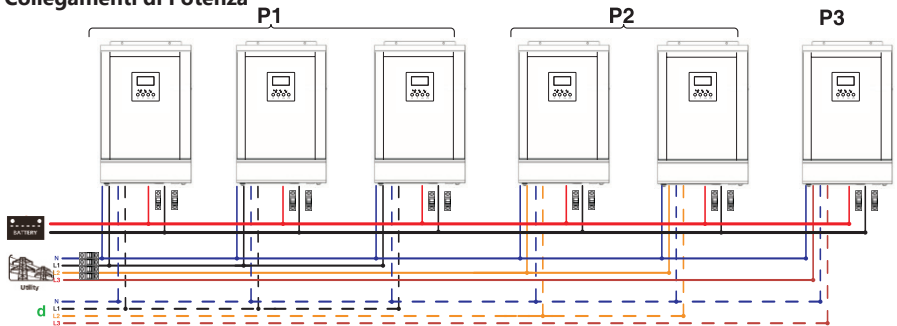 Collegamenti di Potenza
P1
P2
P3
BATTERY
N
L1
L2
L3
Utility
d
N
L1
L2
L3